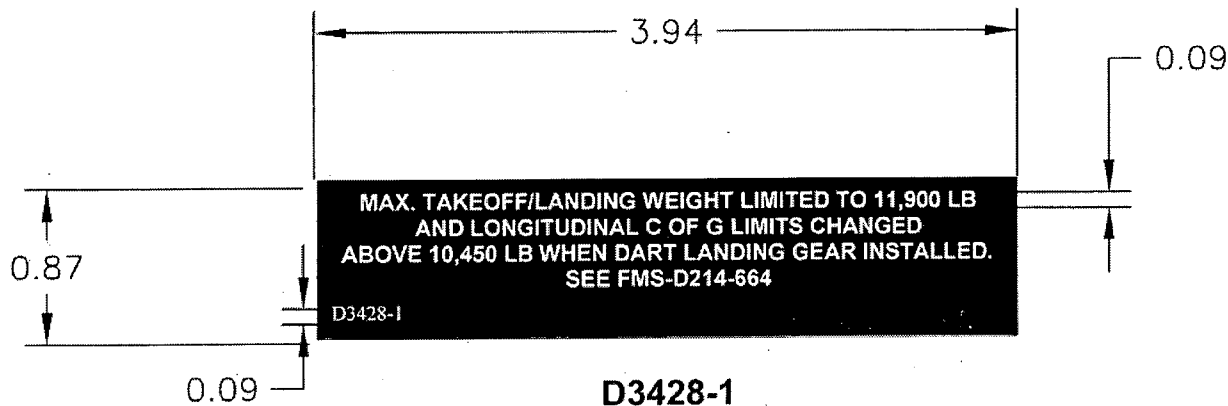 3.94
0.09
MAX. TAKEOFF/LANDING WEIGHT LIMITED TO 11,900 LB
AND LONGITUDINAL C OF G LIMITS CHANGED
ABOVE 10,450 LB WHEN DART LANDING GEAR INSTALLED.
SEE FMS-D214-664
0.87
D3428-1
0.09
D3428-1